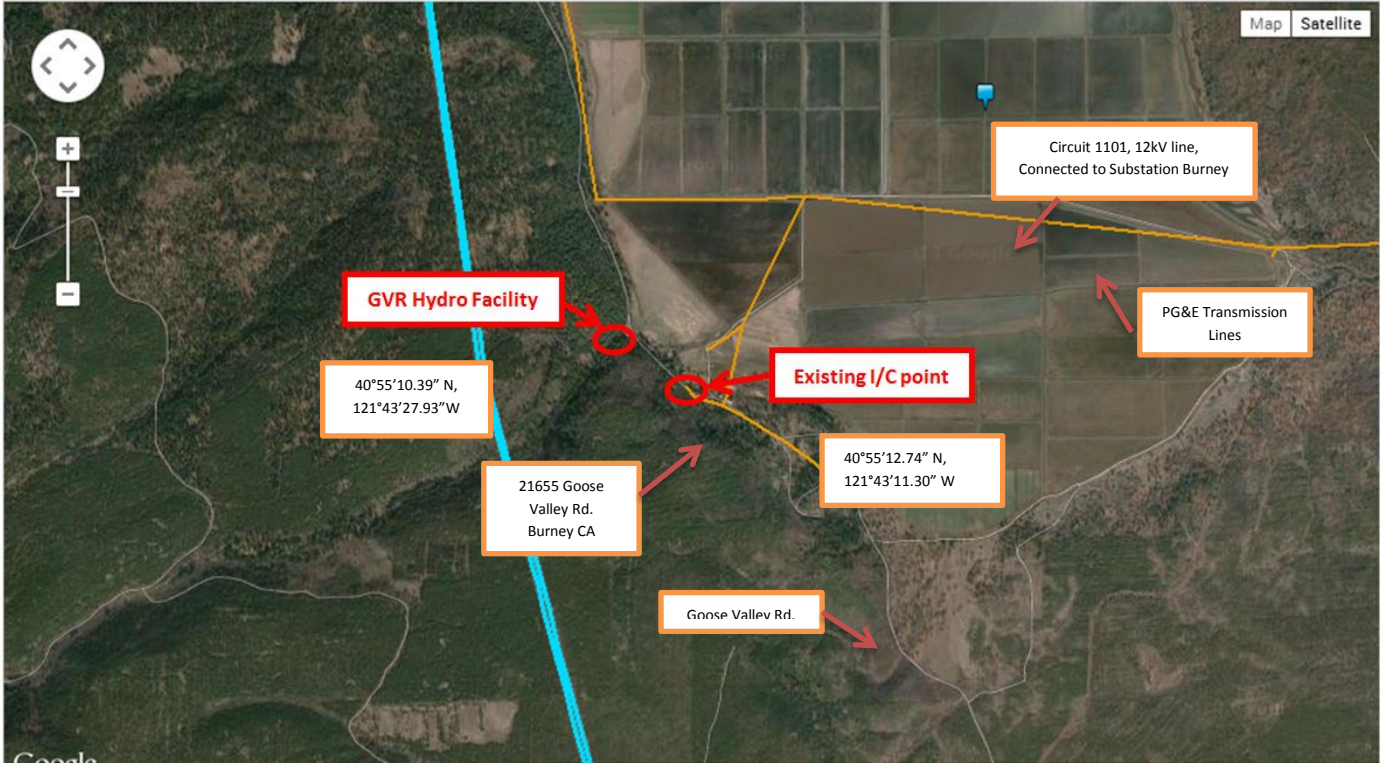 Map Satellite
Circuit 1101, 12kV line,
Connected to Substation Burney
GVR Hydro Facility
PG&E Transmission
Lines
40°55’10.39” N,
121°43’27.93”W
Existing I/C point
40°55’12.74” N,
121°43’11.30” W
21655 Goose
Valley Rd.
Burney CA
Goose Valley Rd.
Google